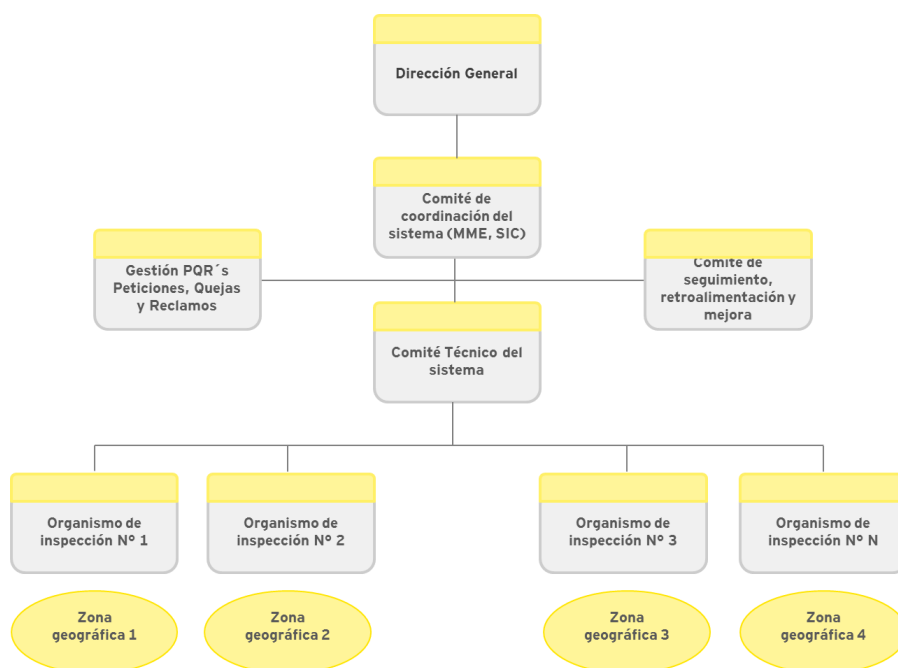 Dirección General
Comité de
coordinación del
sistema (MME, SIC)
Gestión PQR´s
Peticiones, Quejas
y Reclamos
Comité de
seguimiento,
retroalimentación y
mejora
Comité Técnico del
sistema
Organismo de
inspección N° 1
Organismo de
inspección N° 2
Organismo de
inspección N° 3
Organismo de
inspección N° N
Zona
geográfica 1
Zona
geográfica 2
Zona
geográfica 3
Zona
geográfica 4